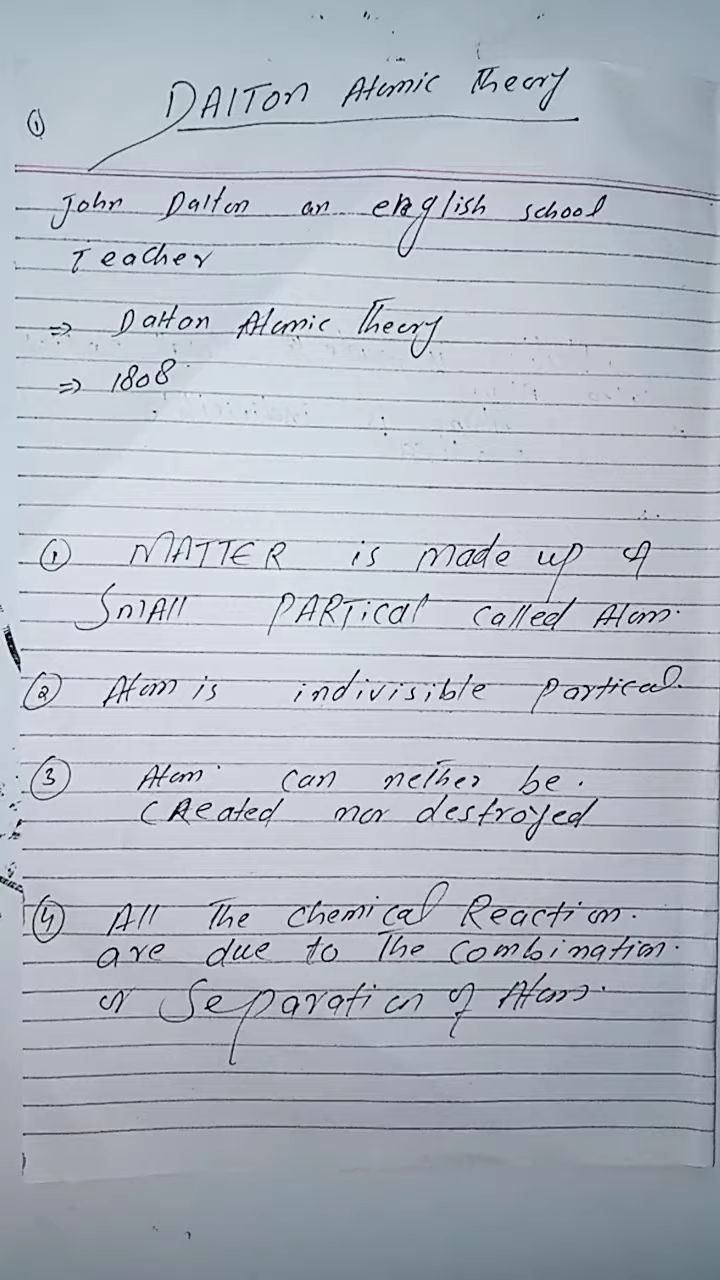 DAlTon Atomic Theory
①
John Dalton an english school
Teacher
⇒ Dalton Atomic Theory
⇒ 1808
① MATTER is made up of
SmAll PARTical called Atom.
② Atom is indivisible partical.
③ Atom can neither be.
CReated nor destroyed
④ All The chemical Reaction.
are due to The combination.
or Separation of Atoms.